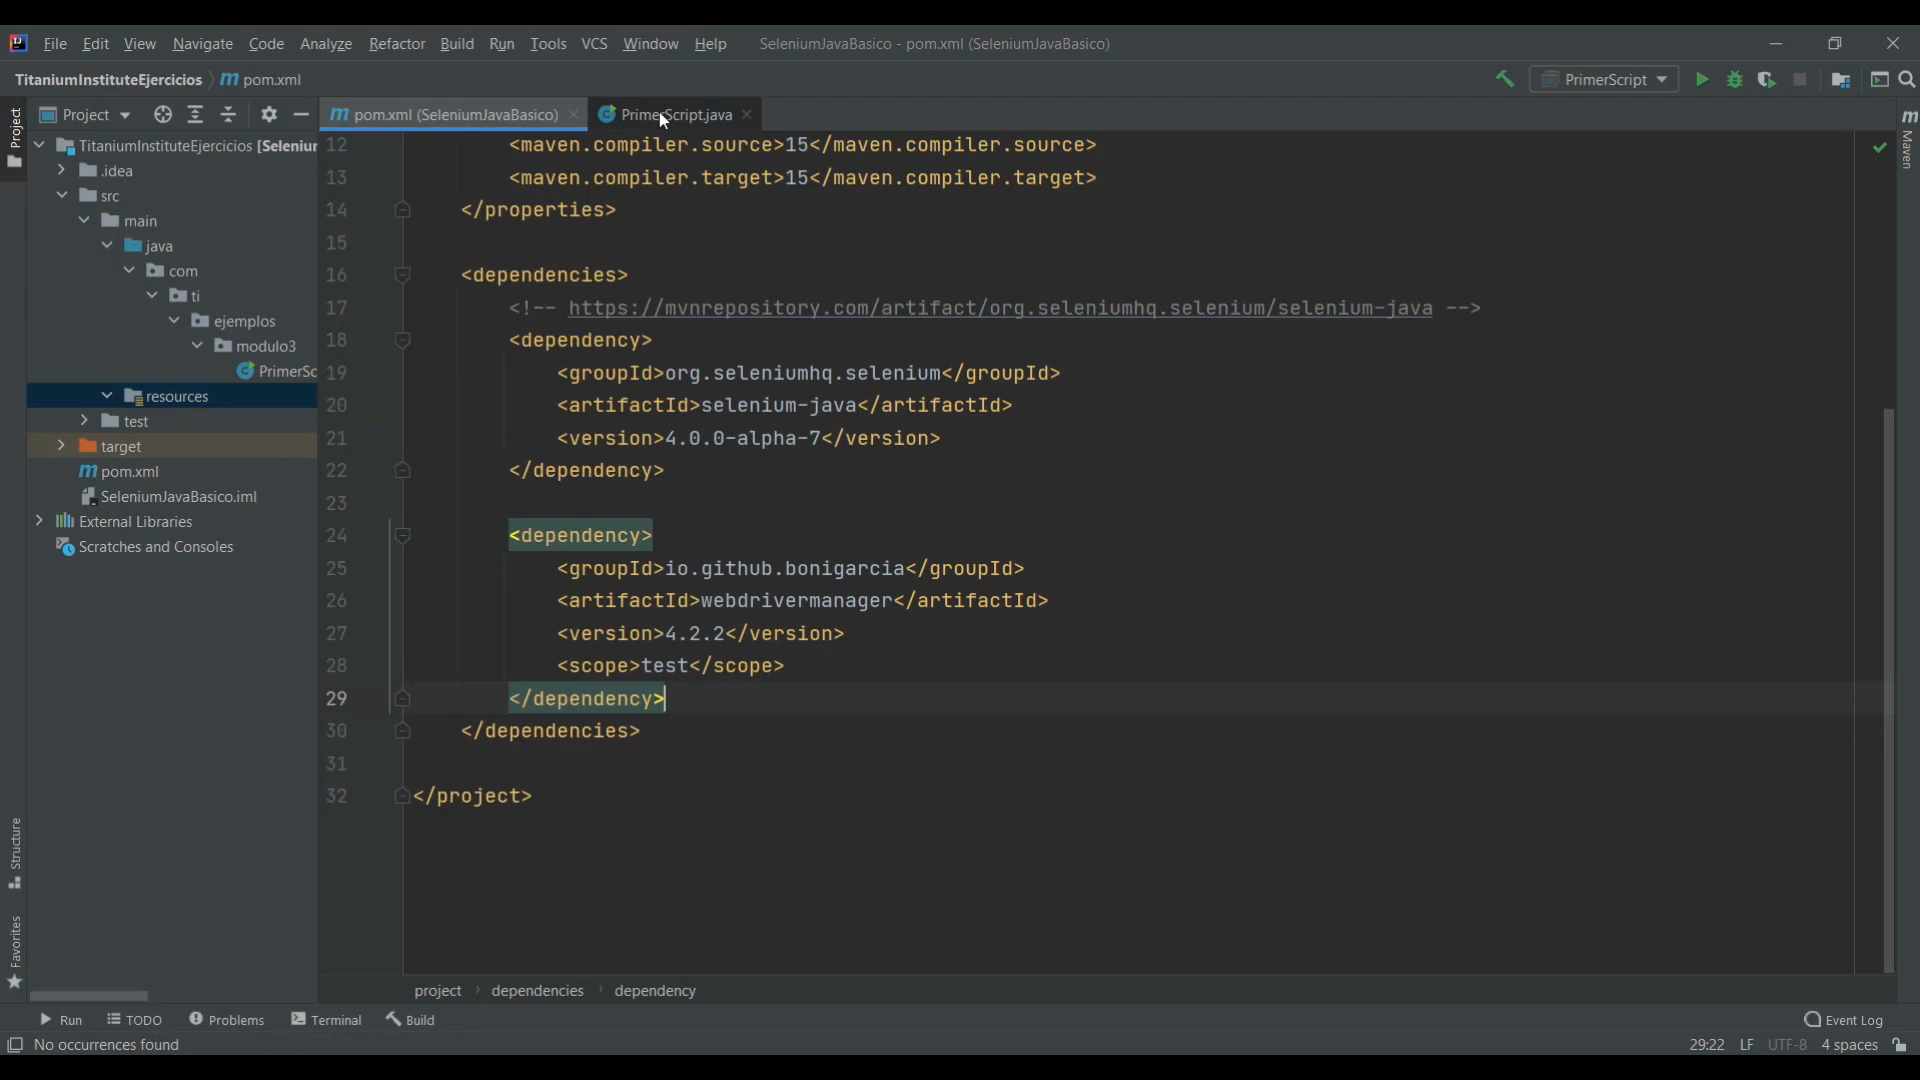 File Edit View Navigate Code Analyze Refactor Build Run Tools VCS Window Help SeleniumJavaBasico - pom.xml (SeleniumJavaBasico)
TitaniumInstituteEjercicios m pom.xml PrimerScript
Project Project m pom.xml (SeleniumJavaBasico) PrimerScript.java m Maven
TitaniumInstituteEjercicios [Seleniur
.idea
src
main
java
com
ti
ejemplos
modulo3
PrimerSc
resources
test
target
m pom.xml
SeleniumJavaBasico.iml
External Libraries
Scratches and Consoles
12 <maven.compiler.source>15</maven.compiler.source>
13 <maven.compiler.target>15</maven.compiler.target>
14 </properties>
15
16 <dependencies>
17 <!-- https://mvnrepository.com/artifact/org.seleniumhq.selenium/selenium-java -->
18 <dependency>
19 <groupId>org.seleniumhq.selenium</groupId>
20 <artifactId>selenium-java</artifactId>
21 <version>4.0.0-alpha-7</version>
22 </dependency>
23
24 <dependency>
25 <groupId>io.github.bonigarcia</groupId>
26 <artifactId>webdrivermanager</artifactId>
27 <version>4.2.2</version>
28 <scope>test</scope>
29 </dependency>
30 </dependencies>
31
32 </project>
Structure
Favorites
project dependencies dependency
Run TODO Problems Terminal Build Event Log
No occurrences found 29:22 LF UTF-8 4 spaces